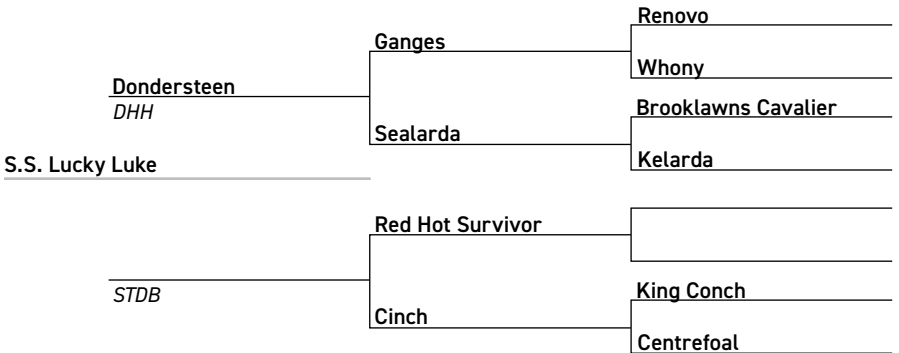 Renovo
Ganges
Whony
Dondersteen
DHH
Brooklawns Cavalier
Sealarda
Kelarda
S.S. Lucky Luke
Red Hot Survivor
STDB
King Conch
Cinch
Centrefoal